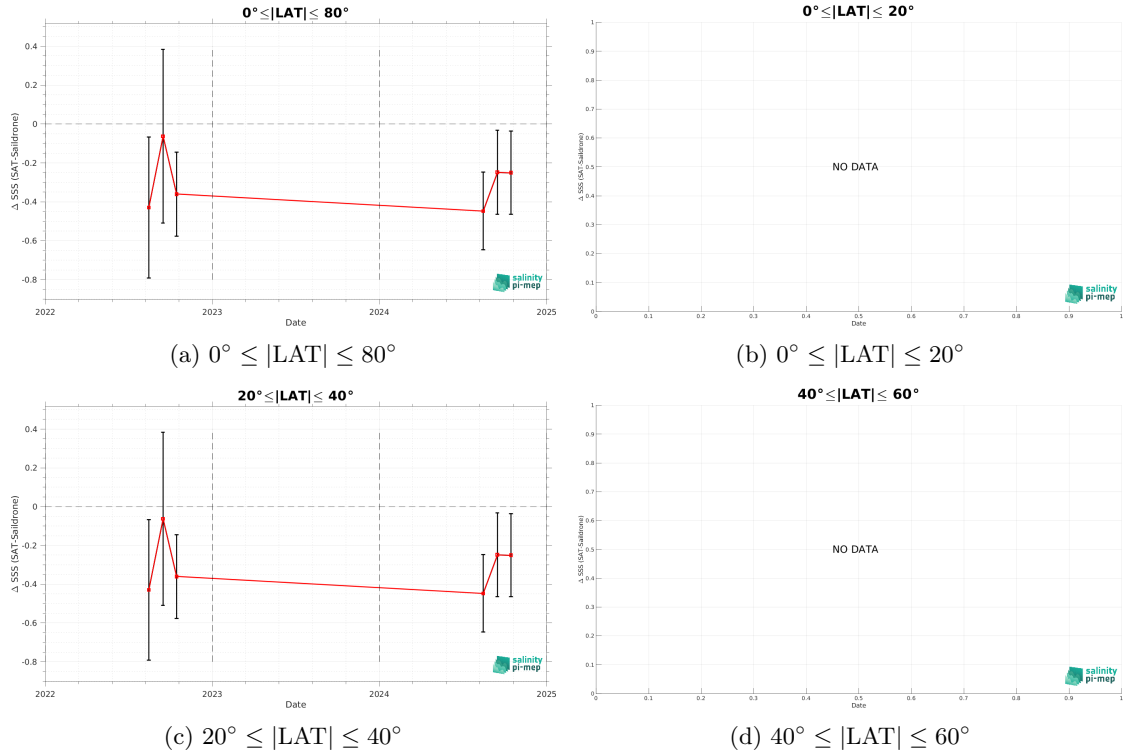 0°≤|LAT|≤ 80°
Δ SSS (SAT-Saildrone)
0.4
0.2
0
-0.2
-0.4
-0.6
-0.8
2022 2023 2024 2025
Date
salinity
pi-mep
(a) 0° ≤ |LAT| ≤ 80°
0°≤|LAT|≤ 20°
Δ SSS (SAT-Saildrone)
1
0.9
0.8
0.7
0.6
0.5
0.4
0.3
0.2
0.1
0
NO DATA
0 0.1 0.2 0.3 0.4 0.5 0.6 0.7 0.8 0.9 1
Date
salinity
pi-mep
(b) 0° ≤ |LAT| ≤ 20°
20°≤|LAT|≤ 40°
Δ SSS (SAT-Saildrone)
0.4
0.2
0
-0.2
-0.4
-0.6
-0.8
2022 2023 2024 2025
Date
salinity
pi-mep
(c) 20° ≤ |LAT| ≤ 40°
40°≤|LAT|≤ 60°
Δ SSS (SAT-Saildrone)
1
0.9
0.8
0.7
0.6
0.5
0.4
0.3
0.2
0.1
0
NO DATA
0 0.1 0.2 0.3 0.4 0.5 0.6 0.7 0.8 0.9 1
Date
salinity
pi-mep
(d) 40° ≤ |LAT| ≤ 60°